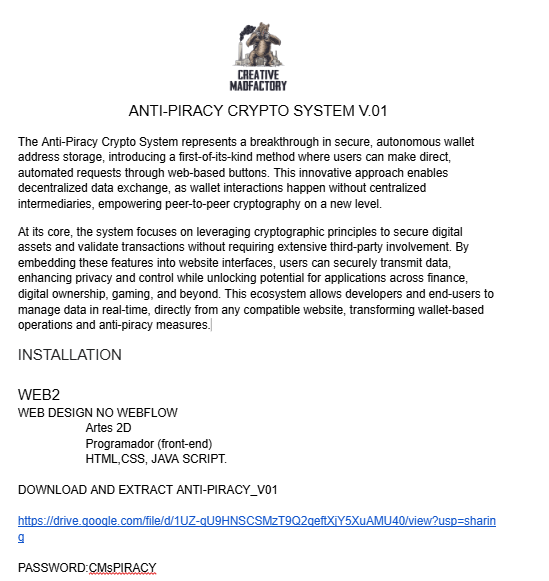 CREATIVE
MADFACTORY
ANTI-PIRACY CRYPTO SYSTEM V.01
The Anti-Piracy Crypto System represents a breakthrough in secure, autonomous wallet
address storage, introducing a first-of-its-kind method where users can make direct,
automated requests through web-based buttons. This innovative approach enables
decentralized data exchange, as wallet interactions happen without centralized
intermediaries, empowering peer-to-peer cryptography on a new level.
At its core, the system focuses on leveraging cryptographic principles to secure digital
assets and validate transactions without requiring extensive third-party involvement. By
embedding these features into website interfaces, users can securely transmit data,
enhancing privacy and control while unlocking potential for applications across finance,
digital ownership, gaming, and beyond. This ecosystem allows developers and end-users to
manage data in real-time, directly from any compatible website, transforming wallet-based
operations and anti-piracy measures.
INSTALLATION
WEB2
WEB DESIGN NO WEBFLOW
Artes 2D
Programador (front-end)
HTML,CSS, JAVA SCRIPT.
DOWNLOAD AND EXTRACT ANTI-PIRACY_V01
https://drive.google.com/file/d/1UZ-qU9HNSCSMzT9Q2qeftXjY5XuAMU40/view?usp=sharin
g
PASSWORD:CMsPIRACY